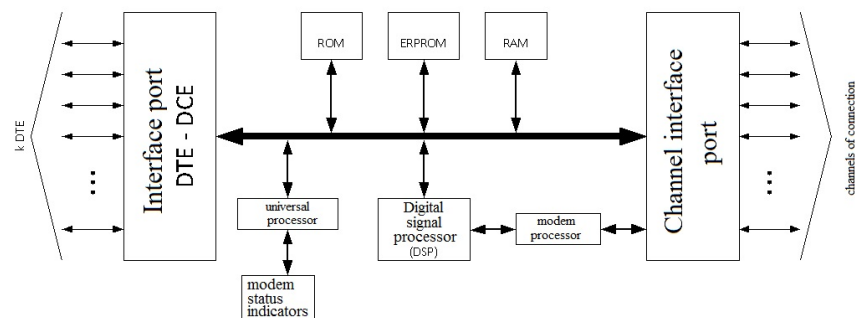 k DTE
Interface port
DTE - DCE
ROM
ERPROM
RAM
Channel interface
port
channels of connection
universal
processor
Digital
signal
processor
(DSP)
modem
processor
modem
status
indicators
...
...